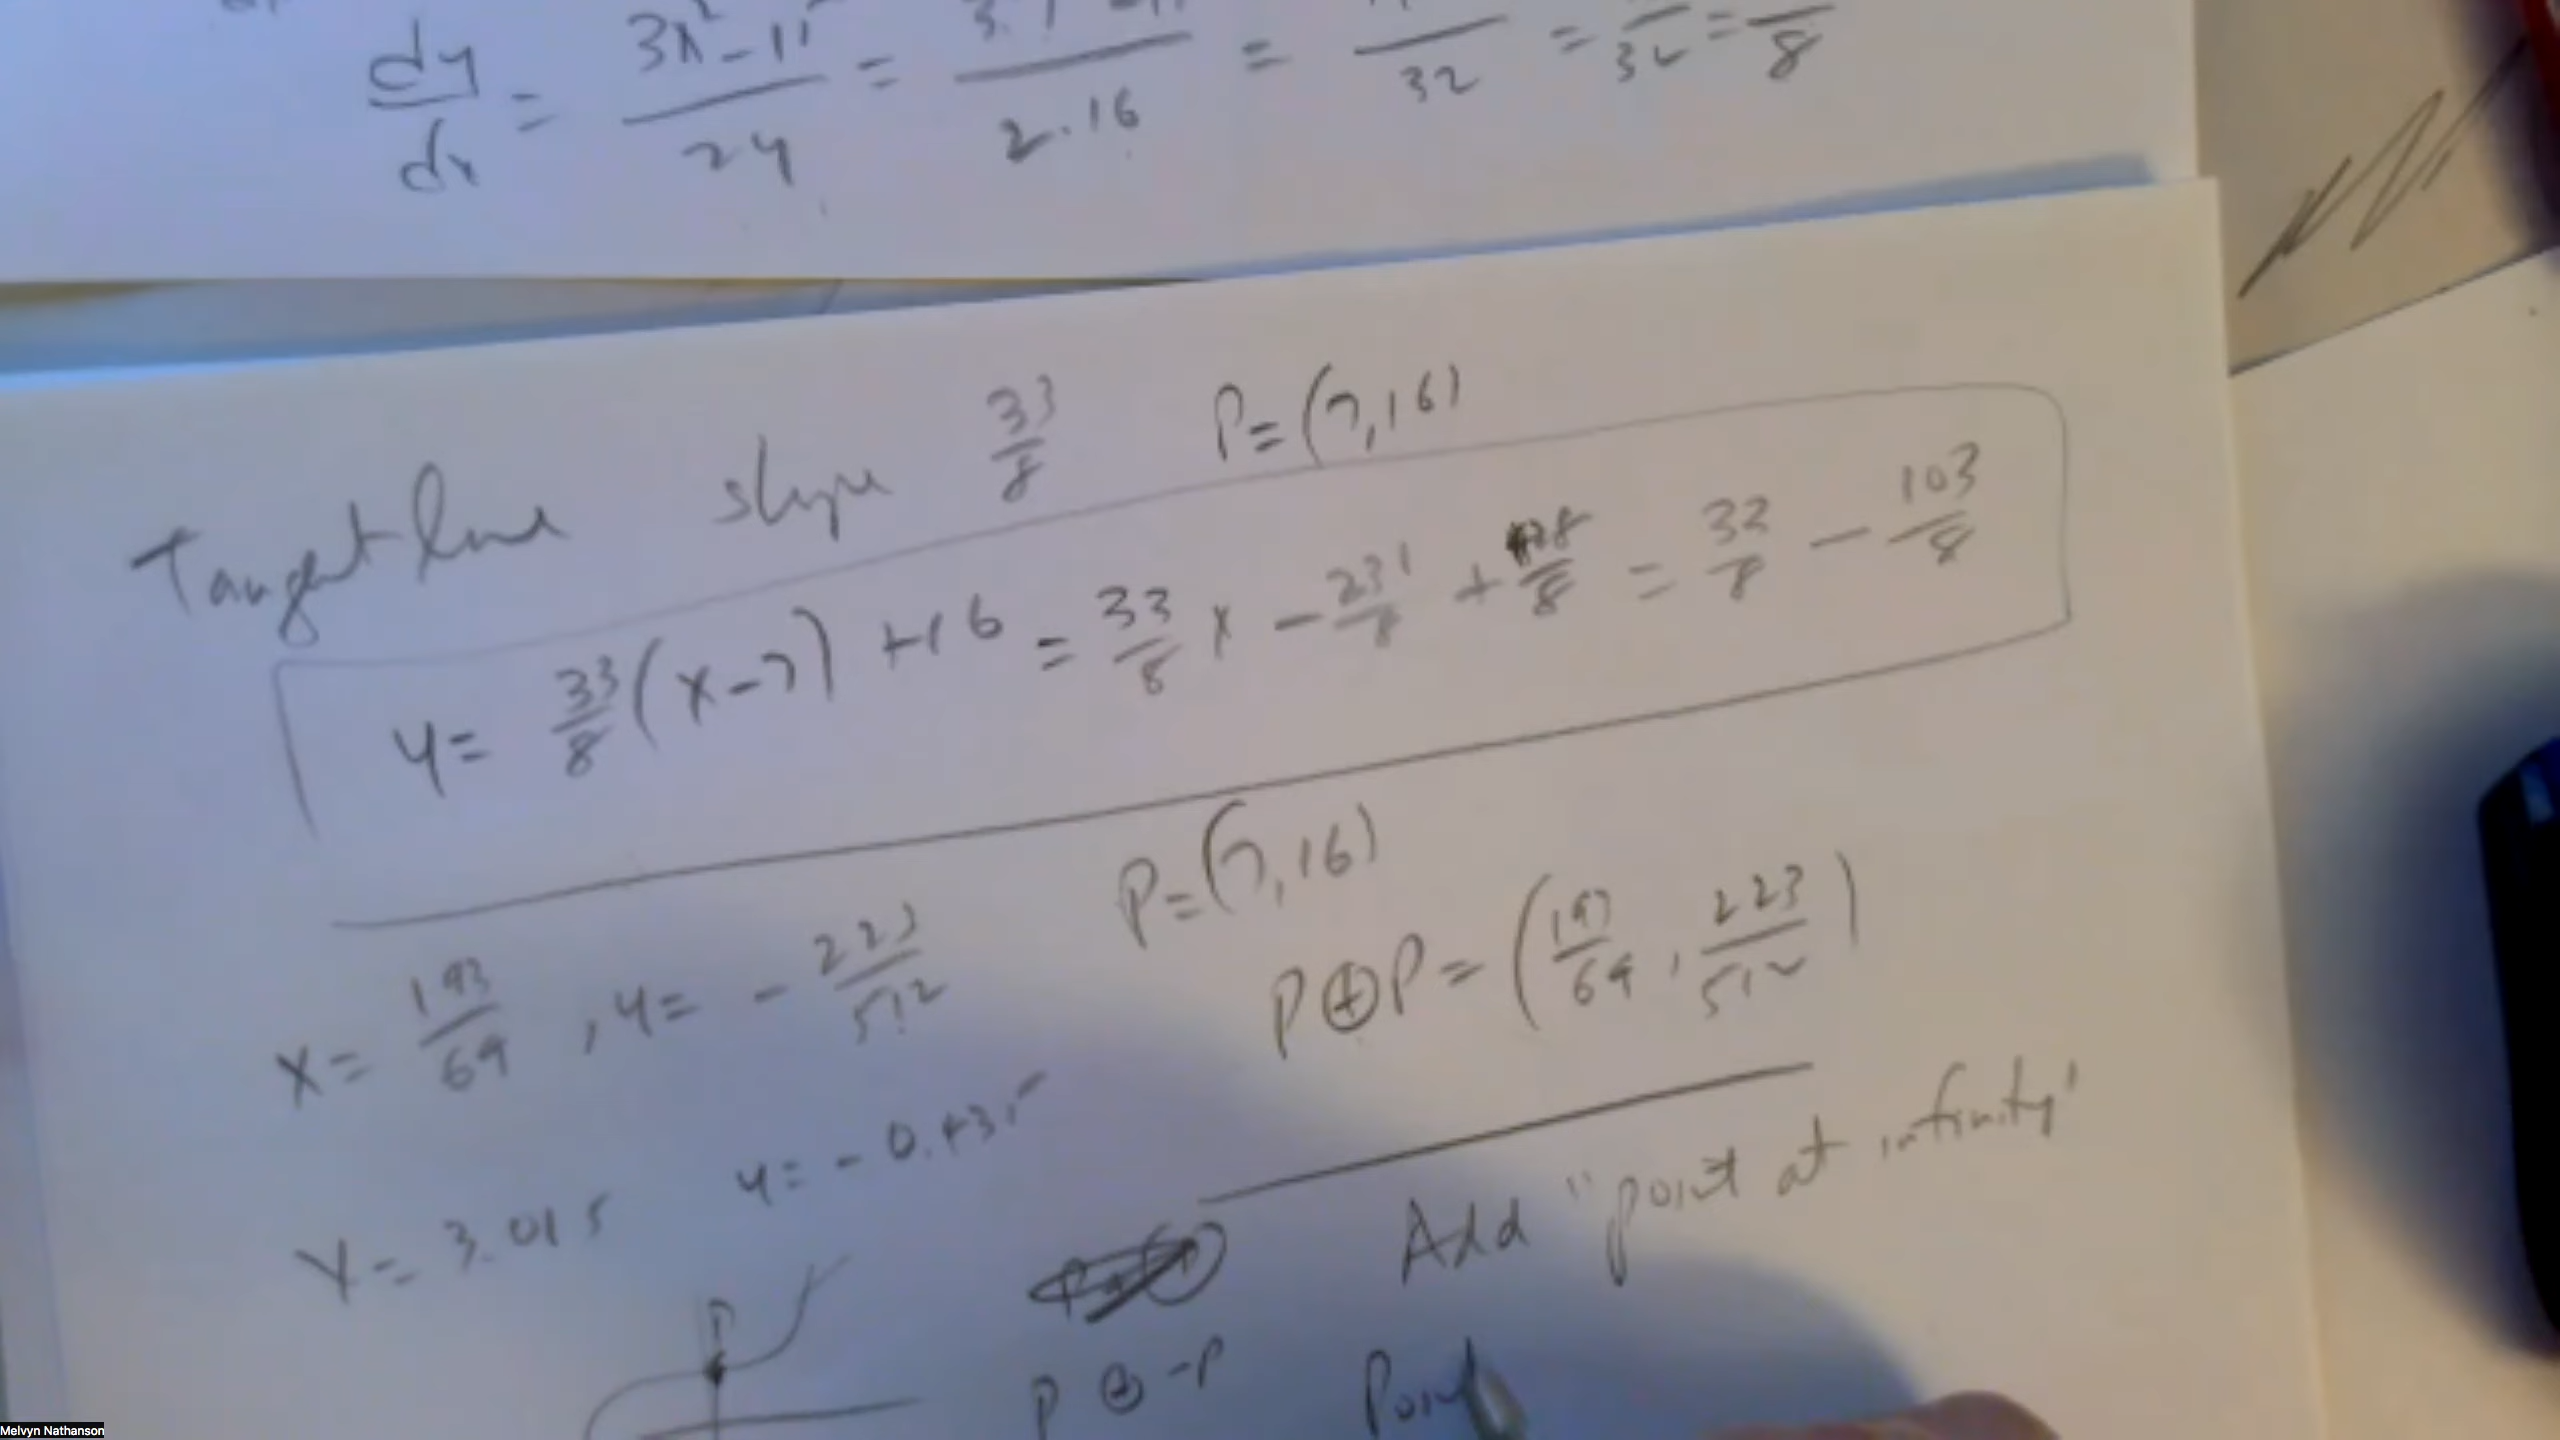 dy/dx = 3x²-11/2y = /2·16 = /32 = /32 = /8
Tangent line slope 33/8 P=(7,16)
y= 33/8(x-7)+16 = 33/8 x - 231/8 + 128/8 = 33/8 - 103/8
P=(7,16)
x= 193/64, y= - 223/512
P⊕P= (193/64, 223/512)
x= 3.015 y= -0.435
Add "point at infinity"
P
P ⊕ -P Point
Melvyn Nathanson